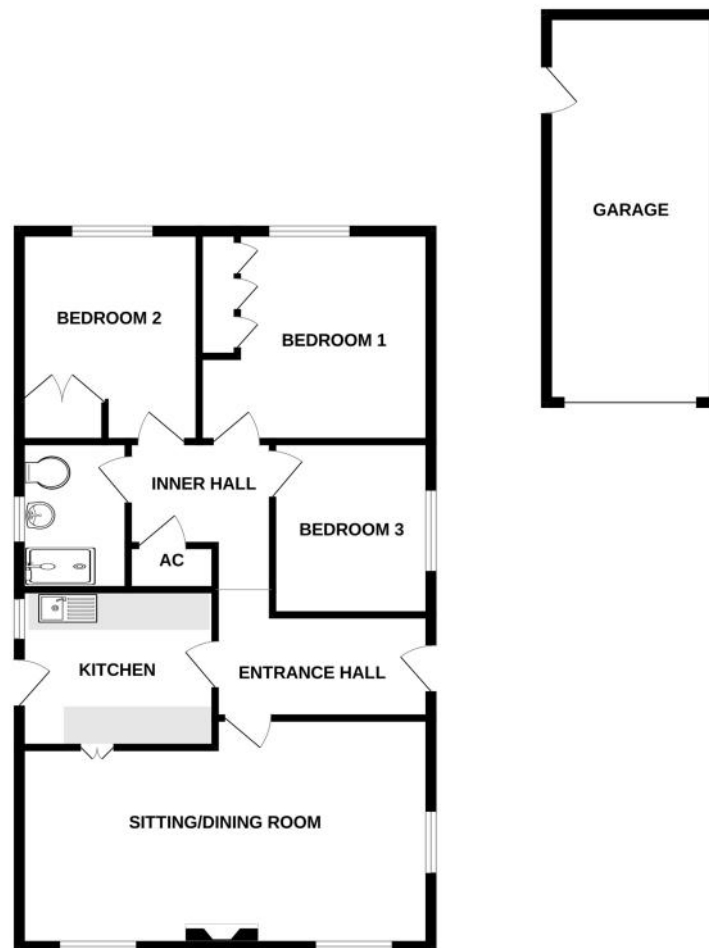 GARAGE
BEDROOM 2
BEDROOM 1
INNER HALL
BEDROOM 3
AC
KITCHEN
ENTRANCE HALL
SITTING/DINING ROOM